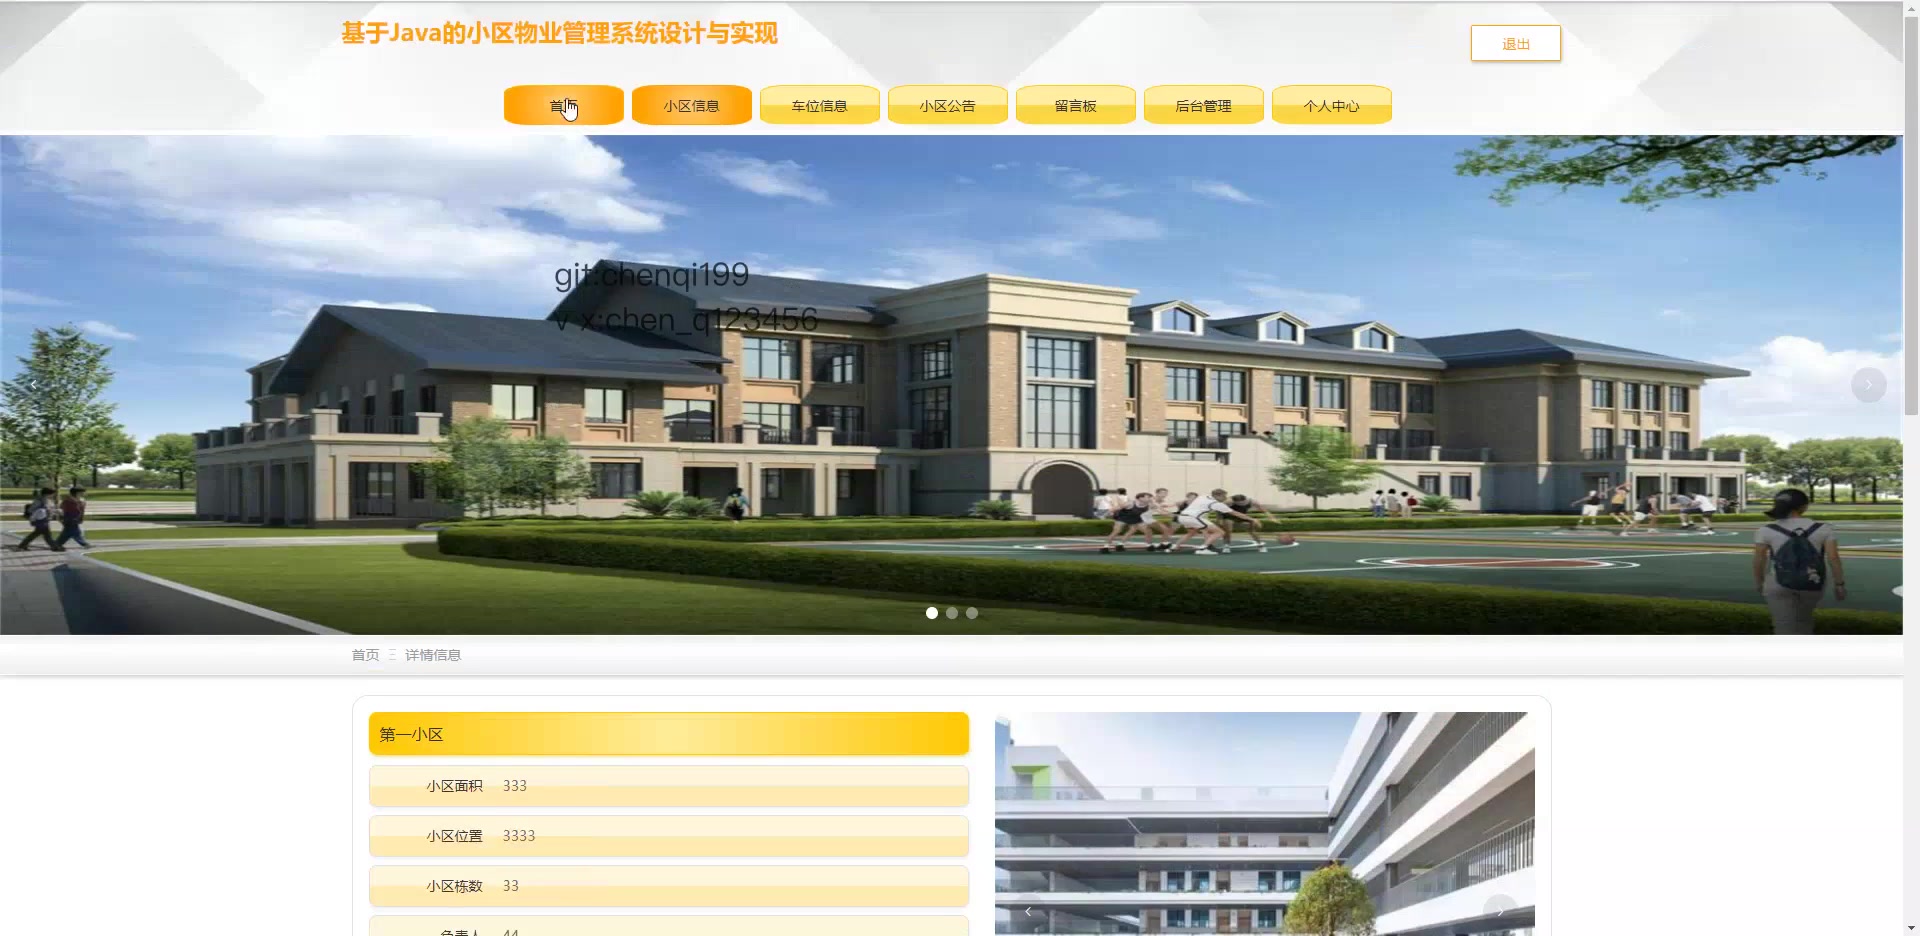 基于Java的小区物业管理系统设计与实现
退出
首页
小区信息
车位信息
小区公告
留言板
后台管理
个人中心
git:chenqi199
v x:chen_q123456
首页 详情信息
第一小区
小区面积 333
小区位置 3333
小区栋数 33
负责人 44